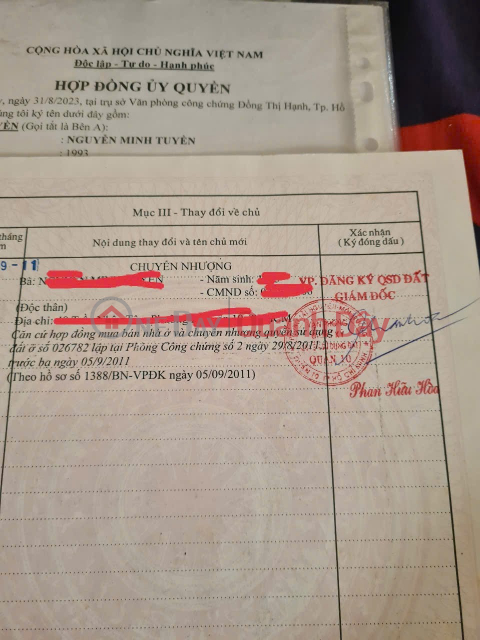 CỘNG HÒA XÃ HỘI CHỦ NGHĨA VIỆT NAM
Độc lập - Tự do - Hạnh phúc
HỢP ĐỒNG ỦY QUYỀN
, ngày 31/8/2023, tại trụ sở Văn phòng công chứng Đồng Thị Hạnh, Tp. Hồ
úng tôi ký tên dưới đây gồm:
(Gọi tắt là Bên A):
: NGUYỄN MINH TUYÊN
: 1993
Mục III - Thay đổi về chủ
tháng
Nội dung thay đổi và tên chủ mới
Xác nhận
(Ký đóng dấu)
9-11
CHUYỂN NHƯỢNG
Bà:
- Năm sinh:
- CMND số:
VP. ĐĂNG KÝ QSD ĐẤT
GIÁM ĐỐC
(Độc thân)
Địa chỉ:
Căn cứ hợp đồng mua bán nhà ở và chuyển nhượng quyền sử dụng
đất ở số 026782 lập tại Phòng Công chứng số 2 ngày 29/8/2011,
trước bạ ngày 05/9/2011
(Theo hồ sơ số 1388/BN-VPĐK ngày 05/09/2011)
QUẬN 10
Phan Hữu Hòa